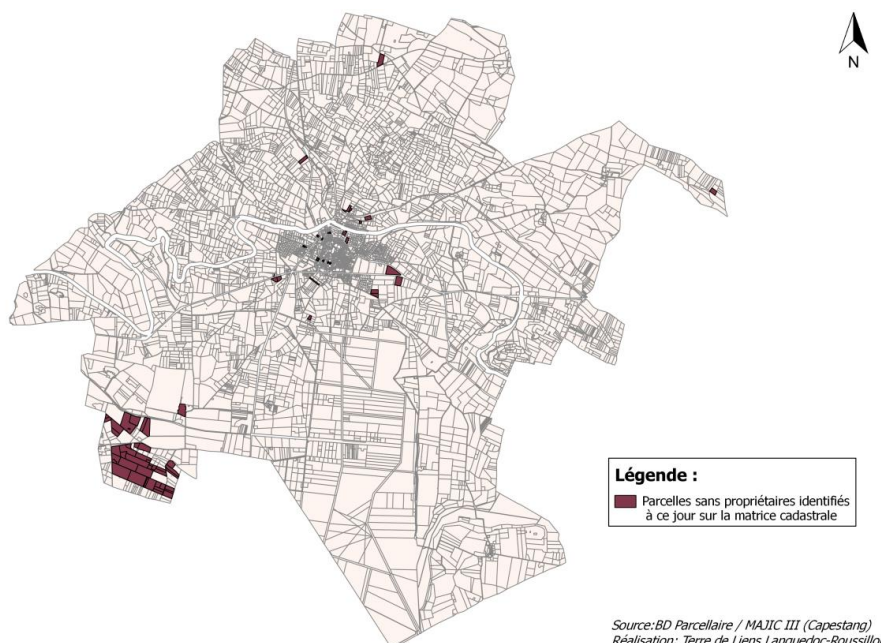 N
Légende :
Parcelles sans propriétaires identifiés
à ce jour sur la matrice cadastrale
Source:BD Parcellaire / MAJIC III (Capestang)
Réalisation: Terre de Liens Languedoc-Roussillon